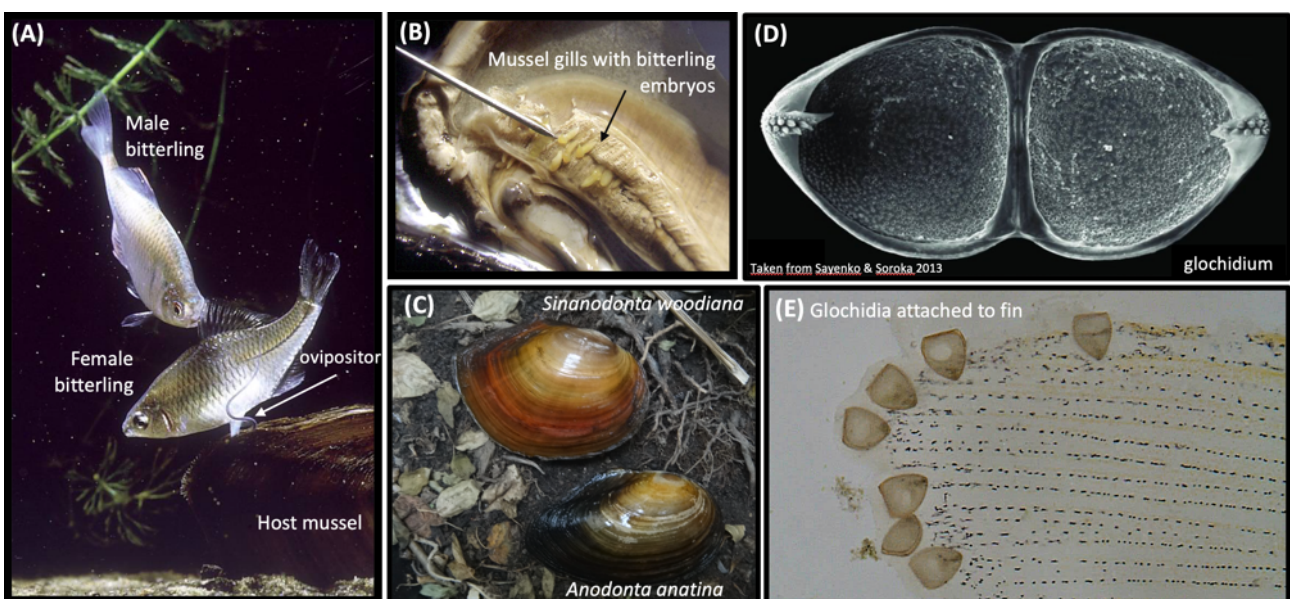 (A)
Male
bitterling
Female
bitterling
ovipositor
Host mussel
(B)
Mussel gills with bitterling
embryos
(C)
Sinanodonta woodiana
Anodonta anatina
(D)
Taken from Sayenko & Soroka 2013
glochidium
(E) Glochidia attached to fin